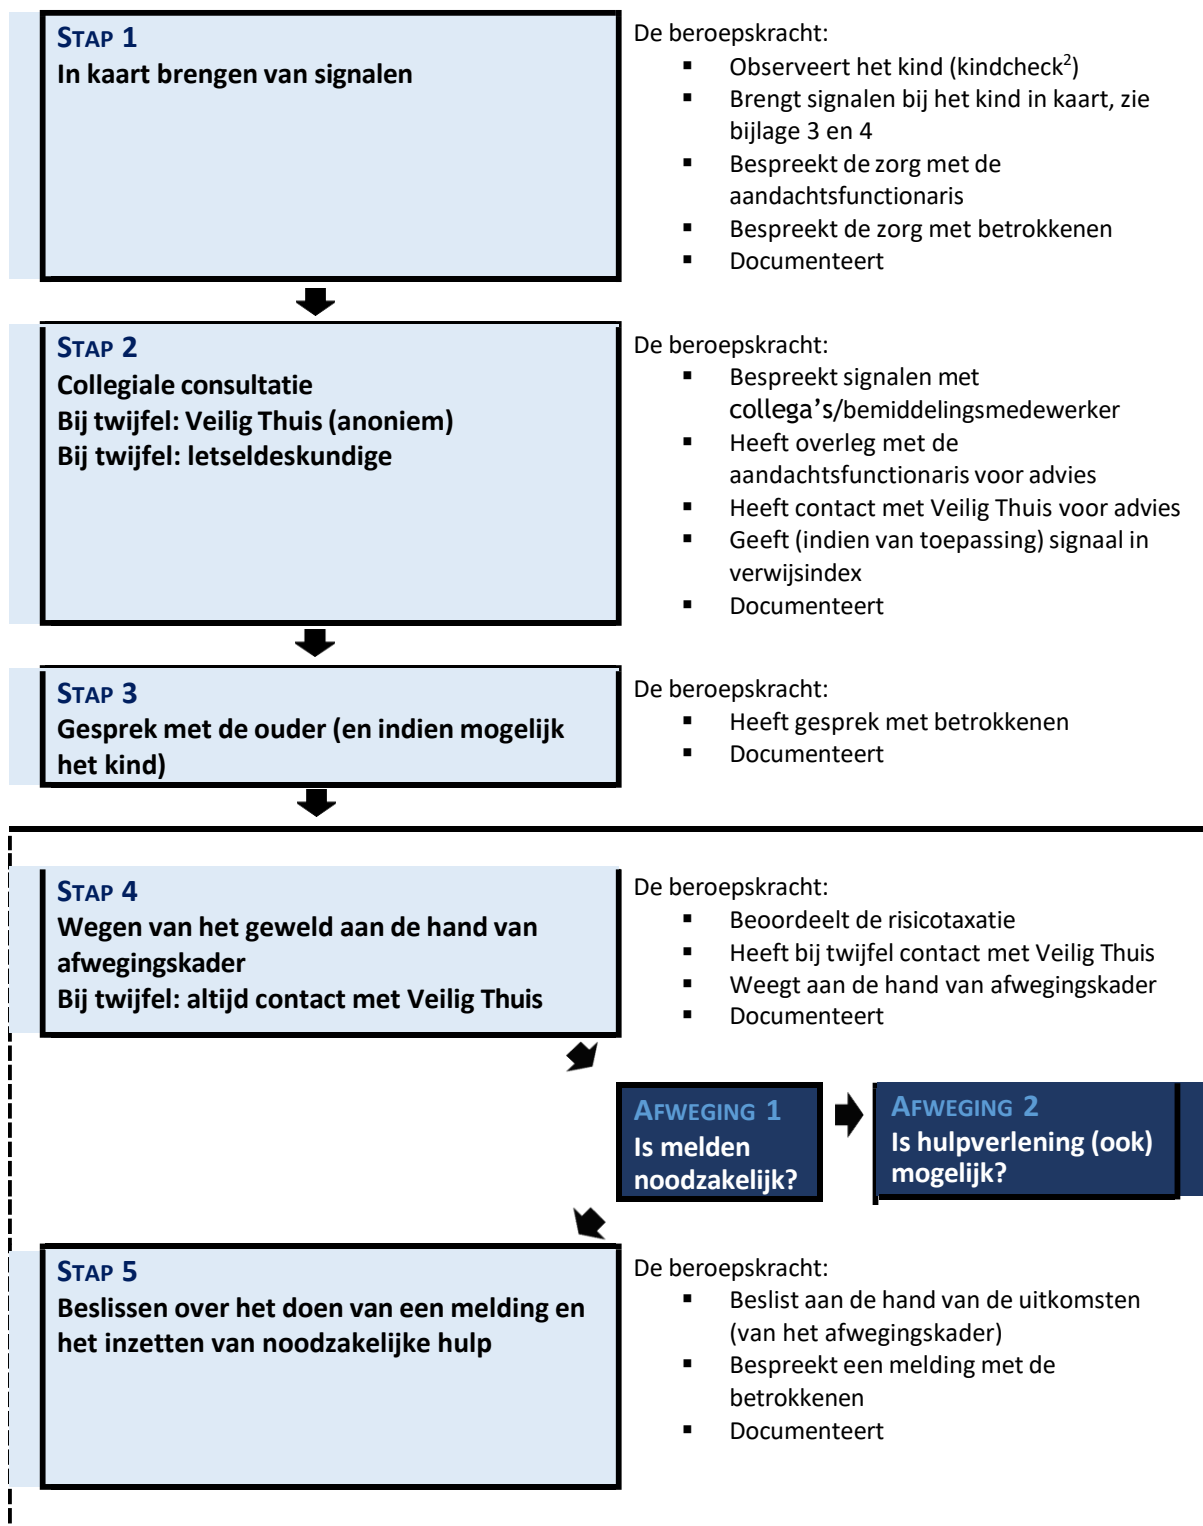 STAP 1
In kaart brengen van signalen
De beroepskracht:
▪ Observeert het kind (kindcheck²)
▪ Brengt signalen bij het kind in kaart, zie
bijlage 3 en 4
▪ Bespreekt de zorg met de
aandachtsfunctionaris
▪ Bespreekt de zorg met betrokkenen
▪ Documenteert
STAP 2
Collegiale consultatie
Bij twijfel: Veilig Thuis (anoniem)
Bij twijfel: letseldeskundige
De beroepskracht:
▪ Bespreekt signalen met
collega's/bemiddelingsmedewerker
▪ Heeft overleg met de
aandachtsfunctionaris voor advies
▪ Heeft contact met Veilig Thuis voor advies
▪ Geeft (indien van toepassing) signaal in
verwijsindex
▪ Documenteert
STAP 3
Gesprek met de ouder (en indien mogelijk
het kind)
De beroepskracht:
▪ Heeft gesprek met betrokkenen
▪ Documenteert
STAP 4
Wegen van het geweld aan de hand van
afwegingskader
Bij twijfel: altijd contact met Veilig Thuis
De beroepskracht:
▪ Beoordeelt de risicotaxatie
▪ Heeft bij twijfel contact met Veilig Thuis
▪ Weegt aan de hand van afwegingskader
▪ Documenteert
AFWEGING 1
Is melden
noodzakelijk?
AFWEGING 2
Is hulpverlening (ook)
mogelijk?
STAP 5
Beslissen over het doen van een melding en
het inzetten van noodzakelijke hulp
De beroepskracht:
▪ Beslist aan de hand van de uitkomsten
(van het afwegingskader)
▪ Bespreekt een melding met de
betrokkenen
▪ Documenteert